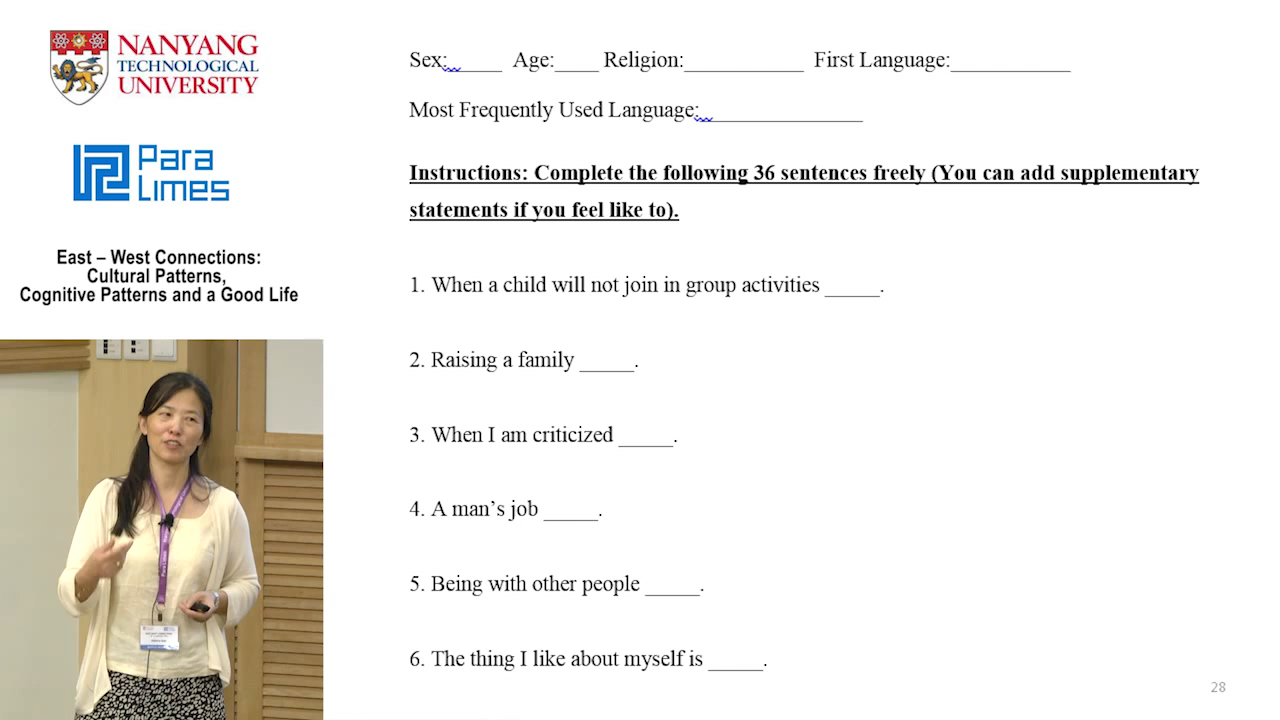 NANYANG
TECHNOLOGICAL
UNIVERSITY
Para
Limes
East – West Connections:
Cultural Patterns,
Cognitive Patterns and a Good Life
Sex:_____ Age:____ Religion:___________ First Language:___________
Most Frequently Used Language:______________
Instructions: Complete the following 36 sentences freely (You can add supplementary
statements if you feel like to).
1. When a child will not join in group activities _____.
2. Raising a family _____.
3. When I am criticized _____.
4. A man’s job _____.
5. Being with other people _____.
6. The thing I like about myself is _____.
28